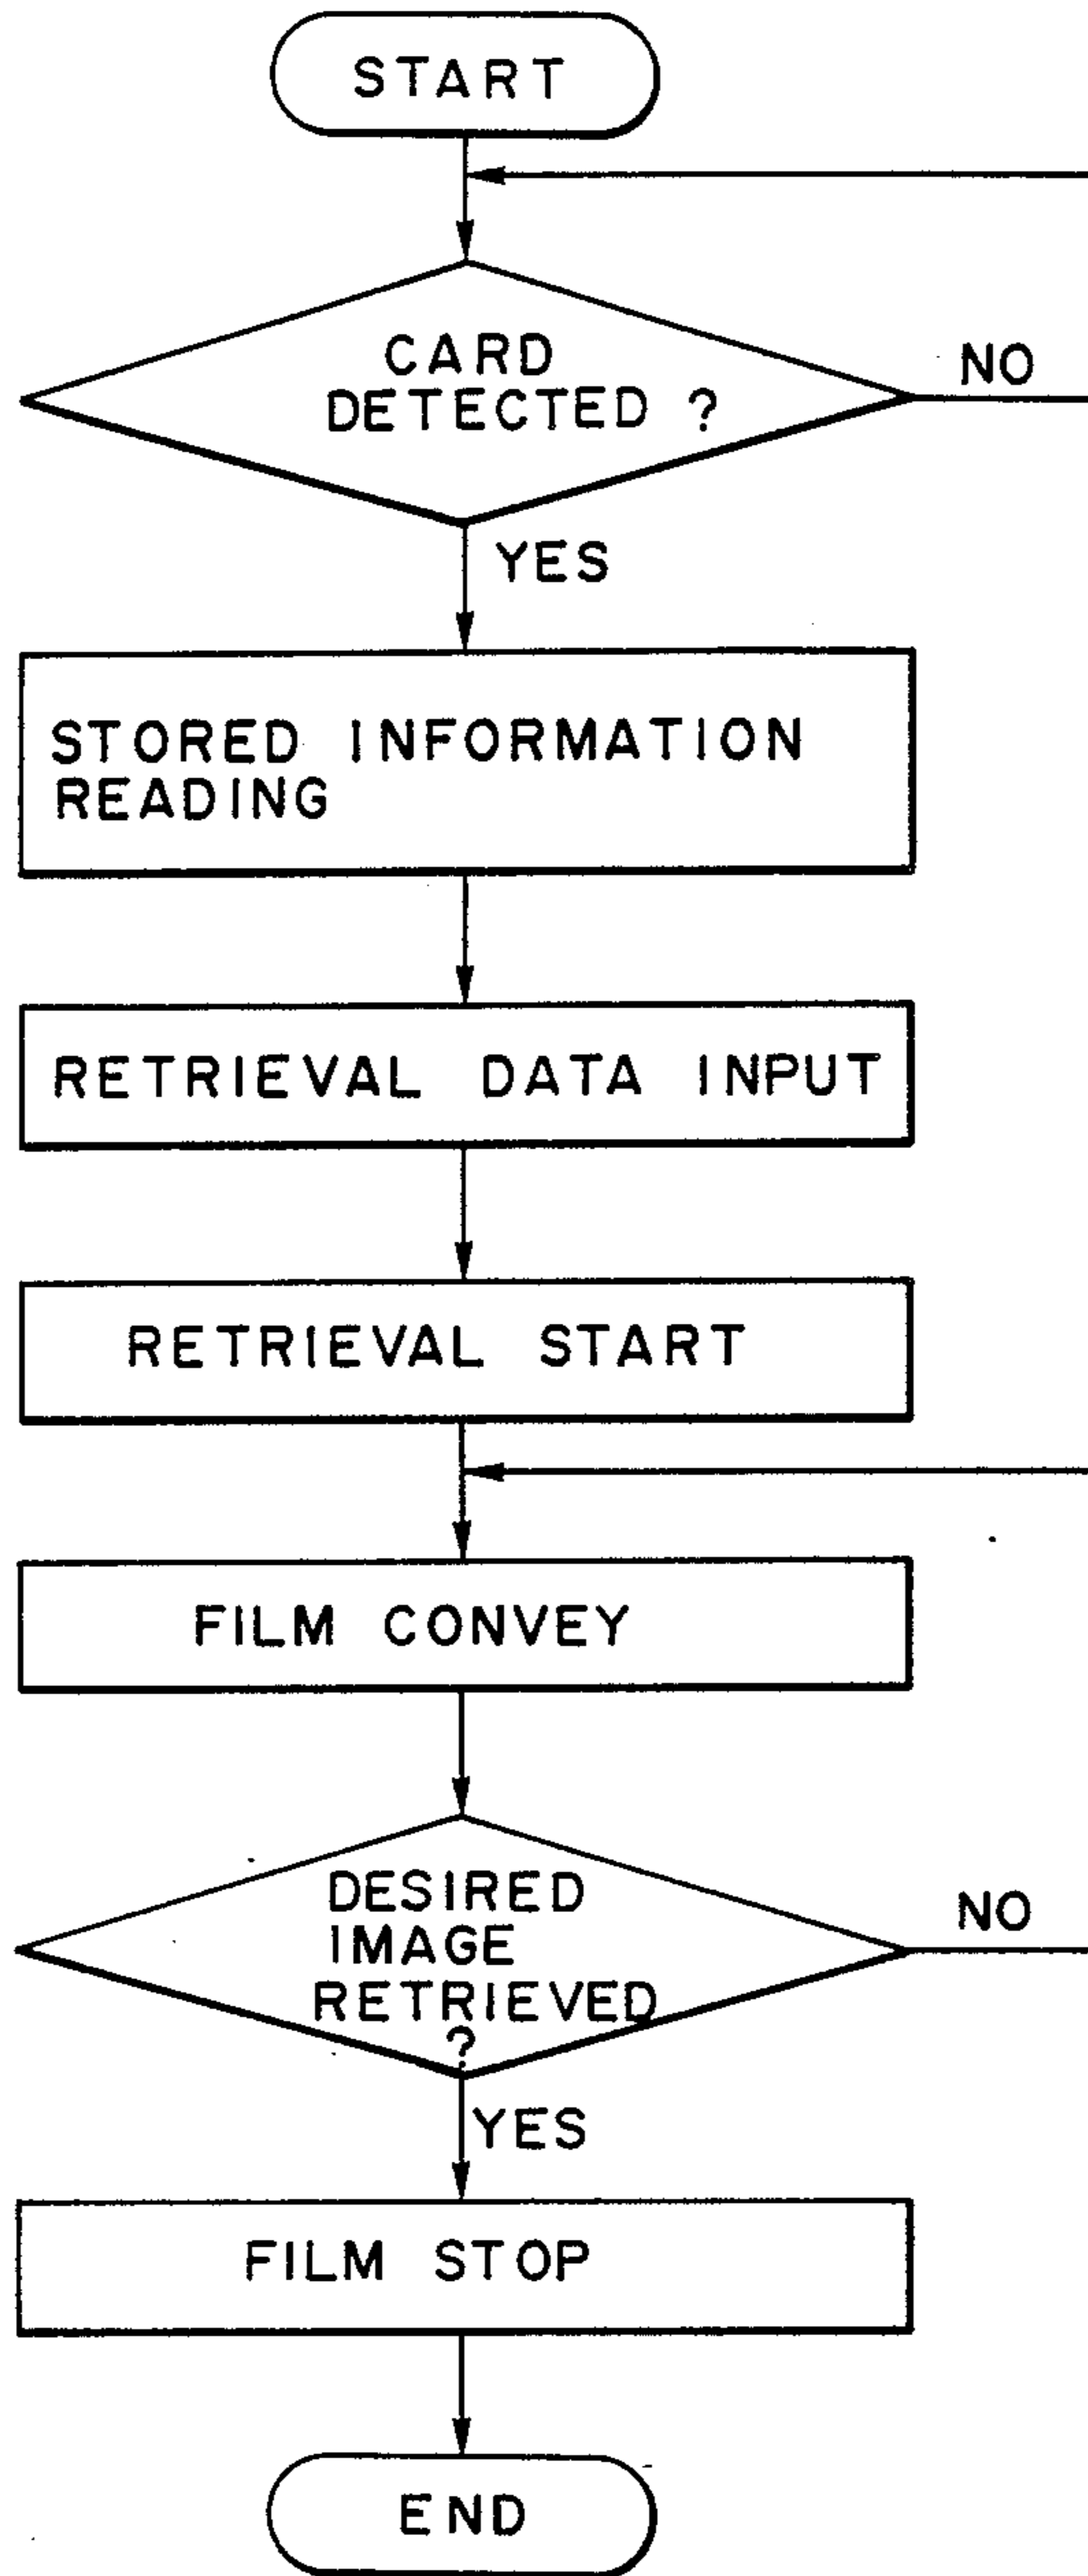 START
CARD
DETECTED ?
NO
YES
STORED INFORMATION
READING
RETRIEVAL DATA INPUT
RETRIEVAL START
FILM CONVEY
DESIRED
IMAGE
RETRIEVED
?
NO
YES
FILM STOP
END